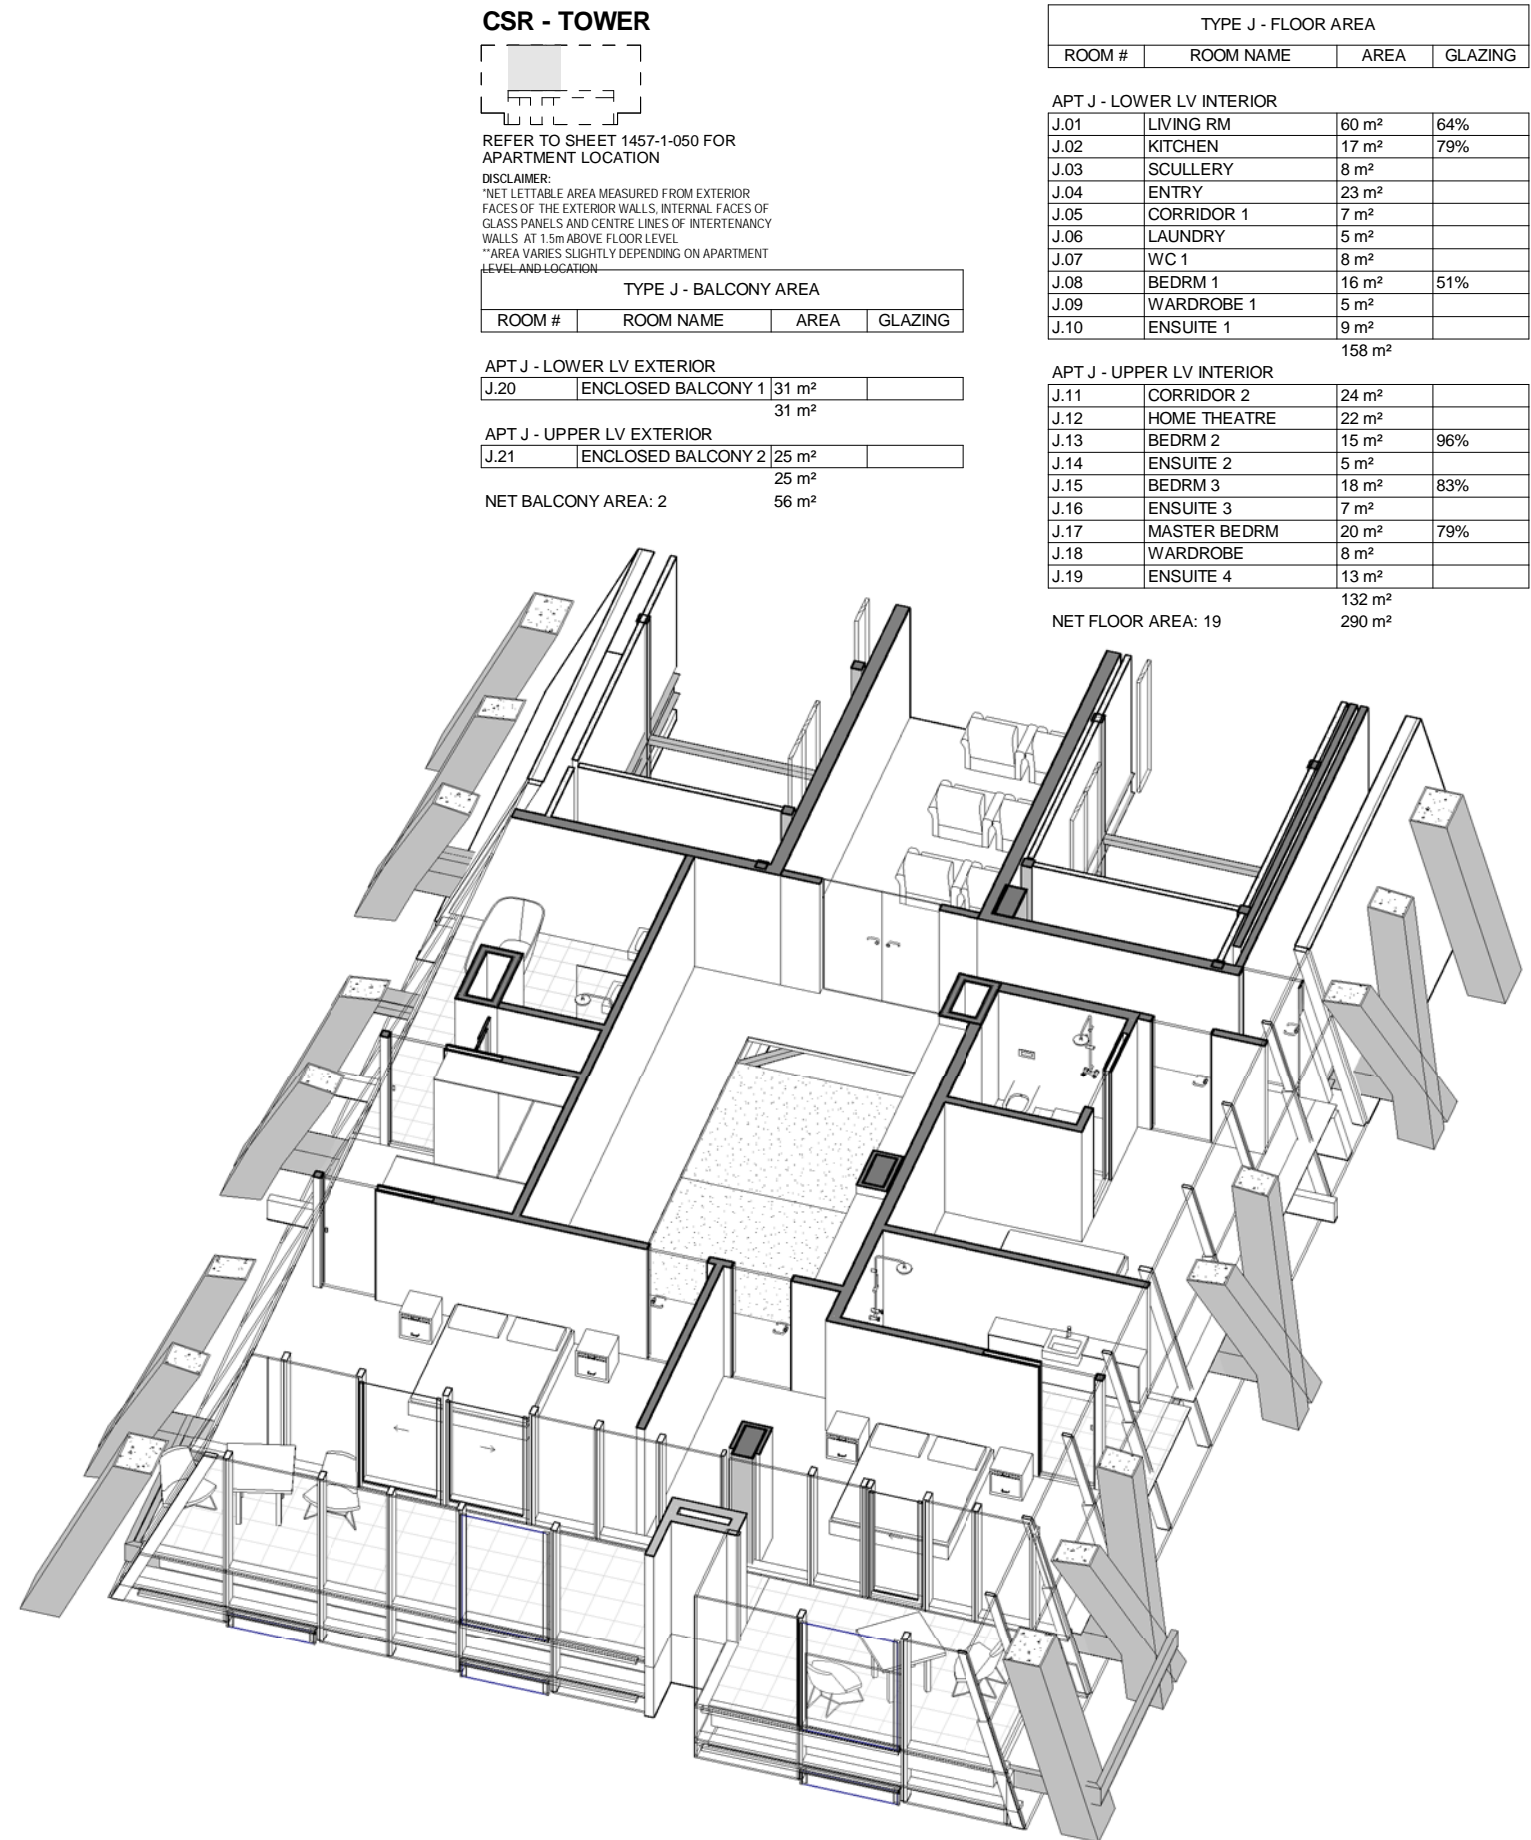 CSR - TOWER
REFER TO SHEET 1457-1-050 FOR
APARTMENT LOCATION
DISCLAIMER:
*NET LETTABLE AREA MEASURED FROM EXTERIOR
FACES OF THE EXTERIOR WALLS, INTERNAL FACES OF
GLASS PANELS AND CENTRE LINES OF INTERTENANCY
WALLS AT 1.5m ABOVE FLOOR LEVEL
**AREA VARIES SLIGHTLY DEPENDING ON APARTMENT
LEVEL AND LOCATION
TYPE J - BALCONY AREA
ROOM # ROOM NAME AREA GLAZING
APT J - LOWER LV EXTERIOR
J.20 ENCLOSED BALCONY 1 31 m²
31 m²
APT J - UPPER LV EXTERIOR
J.21 ENCLOSED BALCONY 2 25 m²
25 m²
NET BALCONY AREA: 2 56 m²
TYPE J - FLOOR AREA
ROOM # ROOM NAME AREA GLAZING
APT J - LOWER LV INTERIOR
J.01 LIVING RM 60 m² 64%
J.02 KITCHEN 17 m² 79%
J.03 SCULLERY 8 m²
J.04 ENTRY 23 m²
J.05 CORRIDOR 1 7 m²
J.06 LAUNDRY 5 m²
J.07 WC 1 8 m²
J.08 BEDRM 1 16 m² 51%
J.09 WARDROBE 1 5 m²
J.10 ENSUITE 1 9 m²
158 m²
APT J - UPPER LV INTERIOR
J.11 CORRIDOR 2 24 m²
J.12 HOME THEATRE 22 m²
J.13 BEDRM 2 15 m² 96%
J.14 ENSUITE 2 5 m²
J.15 BEDRM 3 18 m² 83%
J.16 ENSUITE 3 7 m²
J.17 MASTER BEDRM 20 m² 79%
J.18 WARDROBE 8 m²
J.19 ENSUITE 4 13 m²
132 m²
NET FLOOR AREA: 19 290 m²